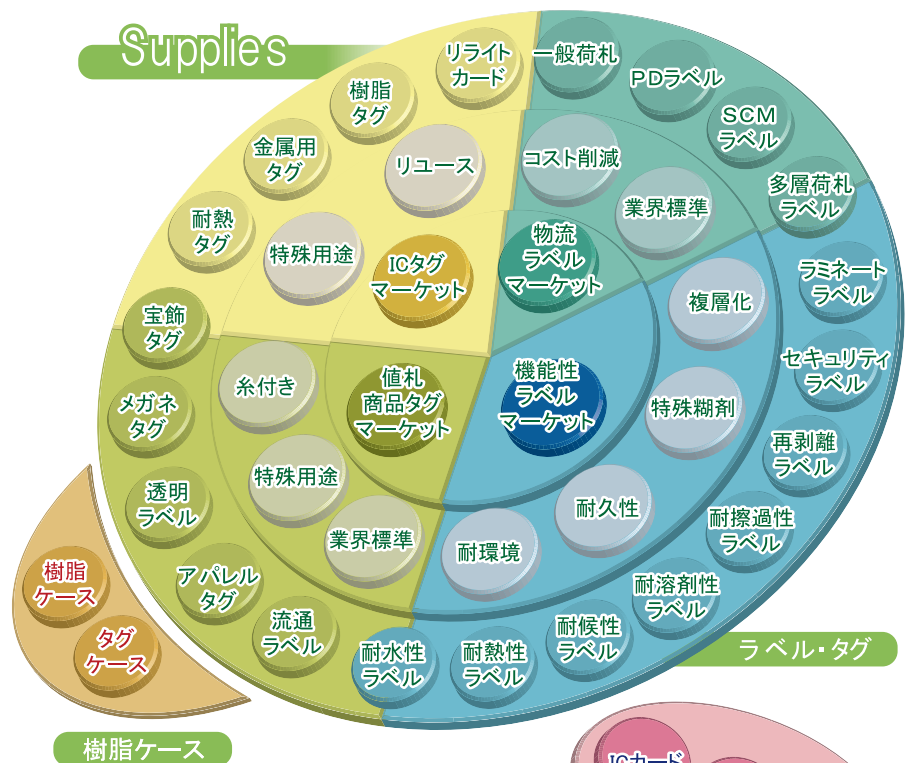 Supplies
リライト
カード
樹脂
タグ
金属用
タグ
耐熱
タグ
リユース
特殊用途
ICタグ
マーケット
一般荷札
PDラベル
SCM
ラベル
多層荷札
ラベル
コスト削減
業界標準
物流
ラベル
マーケット
ラミネート
ラベル
セキュリティ
ラベル
再剥離
ラベル
耐擦過性
ラベル
耐溶剤性
ラベル
耐候性
ラベル
耐熱性
ラベル
耐水性
ラベル
複層化
特殊糊剤
耐久性
耐環境
機能性
ラベル
マーケット
宝飾
タグ
メガネ
タグ
透明
ラベル
アパレル
タグ
流通
ラベル
糸付き
特殊用途
業界標準
値札
商品タグ
マーケット
樹脂
ケース
タグ
ケース
ラベル・タグ
樹脂ケース
ICカード